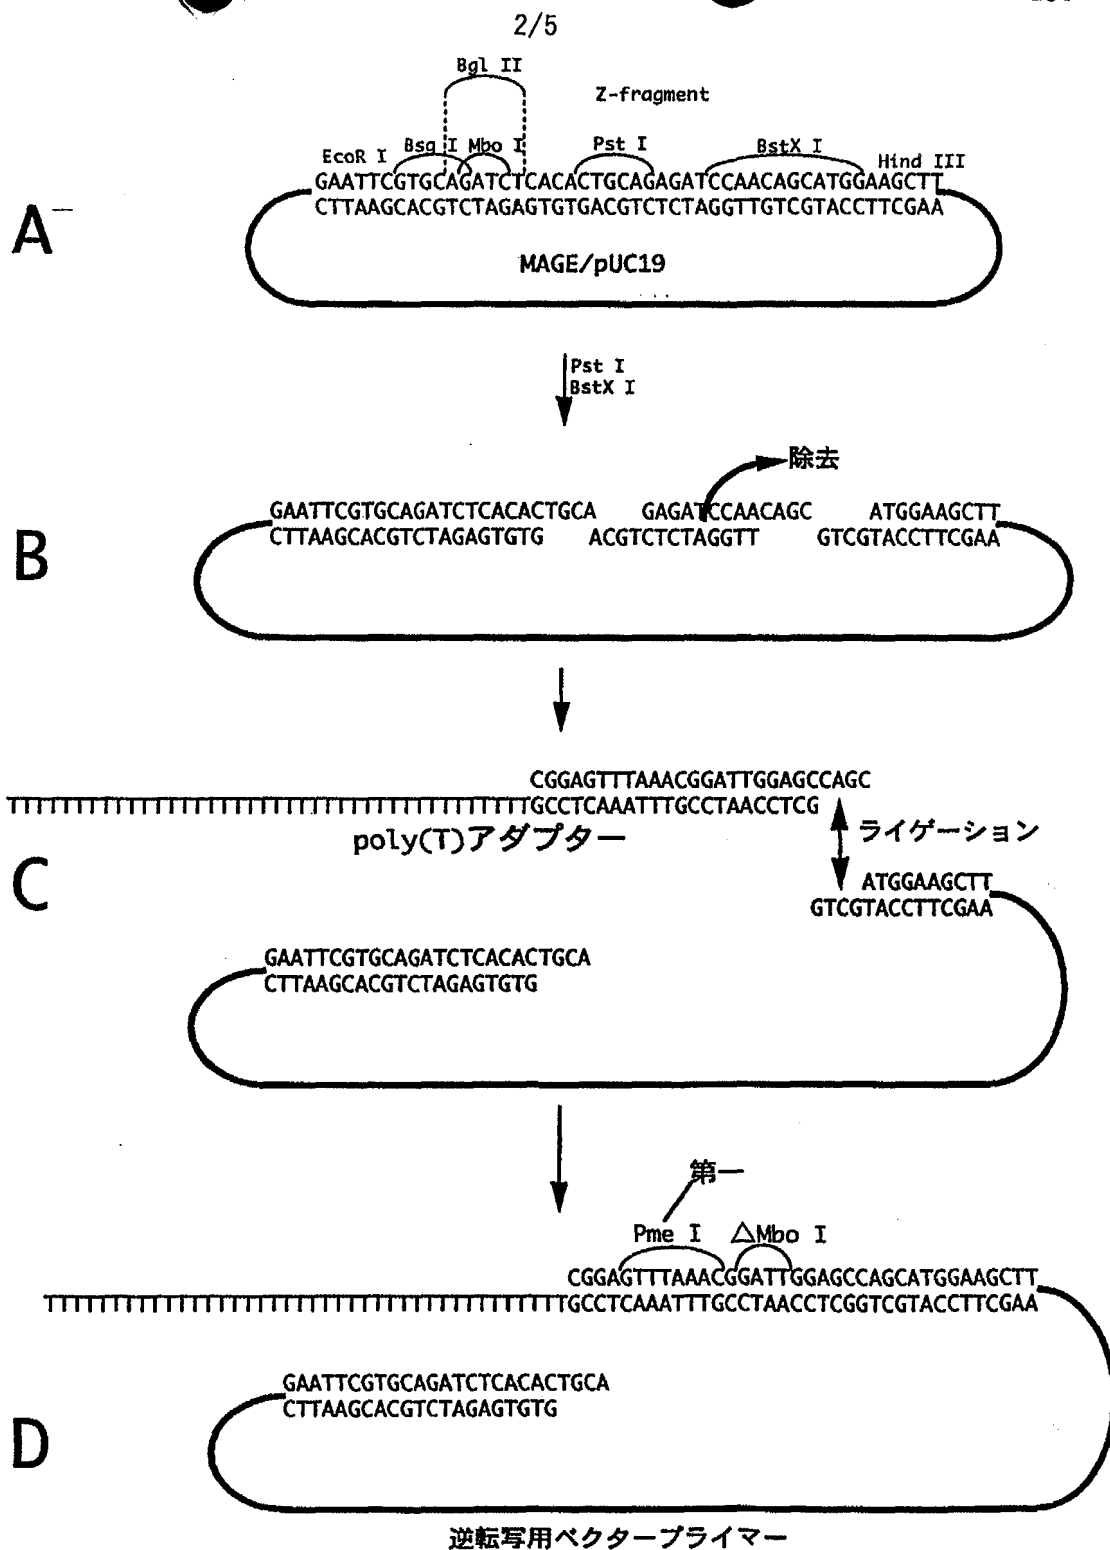 2/5
Bgl II
Z-fragment
EcoR I
Bsg I
Mbo I
Pst I
BstX I
Hind III
GAATTCGTGCAGATCTCACACTGCAGAGATCCAACAGCATGGAAGCTT
CTTAAGCACGTCTAGAGTGTGACGTCTCTAGGTTGTCGTACCTTCGAA
A
MAGE/pUC19
Pst I
BstX I
除去
GAATTCGTGCAGATCTCACACTGCA GAGATCCAACAGC ATGGAAGCTT
CTTAAGCACGTCTAGAGTGTG ACGTCTCTAGGTT GTCGTACCTTCGAA
B
CGGAGTTTAAACGGATTGGAGCCAGC
TTTTTTTTTTTTTTTTTTTTTTTTTTTTTTTTTTTTTTTTGCCTCAAATTTGCCTAACCTCG
poly(T)アダプター
ライゲーション
C
ATGGAAGCTT
GTCGTACCTTCGAA
GAATTCGTGCAGATCTCACACTGCA
CTTAAGCACGTCTAGAGTGTG
第一
Pme I
△Mbo I
CGGAGTTTAAACGGATTGGAGCCAGCATGGAAGCTT
TTTTTTTTTTTTTTTTTTTTTTTTTTTTTTTTTTTTTTTTGCCTCAAATTTGCCTAACCTCGGTCGTACCTTCGAA
GAATTCGTGCAGATCTCACACTGCA
CTTAAGCACGTCTAGAGTGTG
D
逆転写用ベクタープライマー